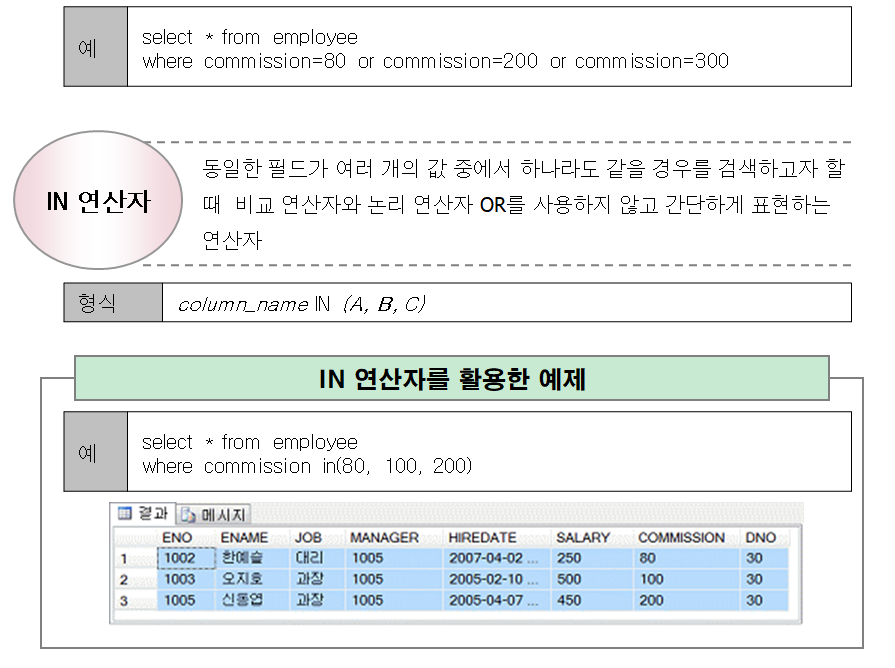 예
select * from employee
where commission=80 or commission=200 or commission=300
IN 연산자
동일한 필드가 여러 개의 값 중에서 하나라도 같을 경우를 검색하고자 할
때 비교 연산자와 논리 연산자 OR를 사용하지 않고 간단하게 표현하는
연산자
형식
column_name IN (A, B, C)
IN 연산자를 활용한 예제
예
select * from employee
where commission in(80, 100, 200)
결과 메시지
ENO ENAME JOB MANAGER HIREDATE SALARY COMMISSION DNO
1 1002 한예슬 대리 1005 2007-04-02 ... 250 80 30
2 1003 오지호 과장 1005 2005-02-10 ... 500 100 30
3 1005 신동엽 과장 1005 2005-04-07 ... 450 200 30